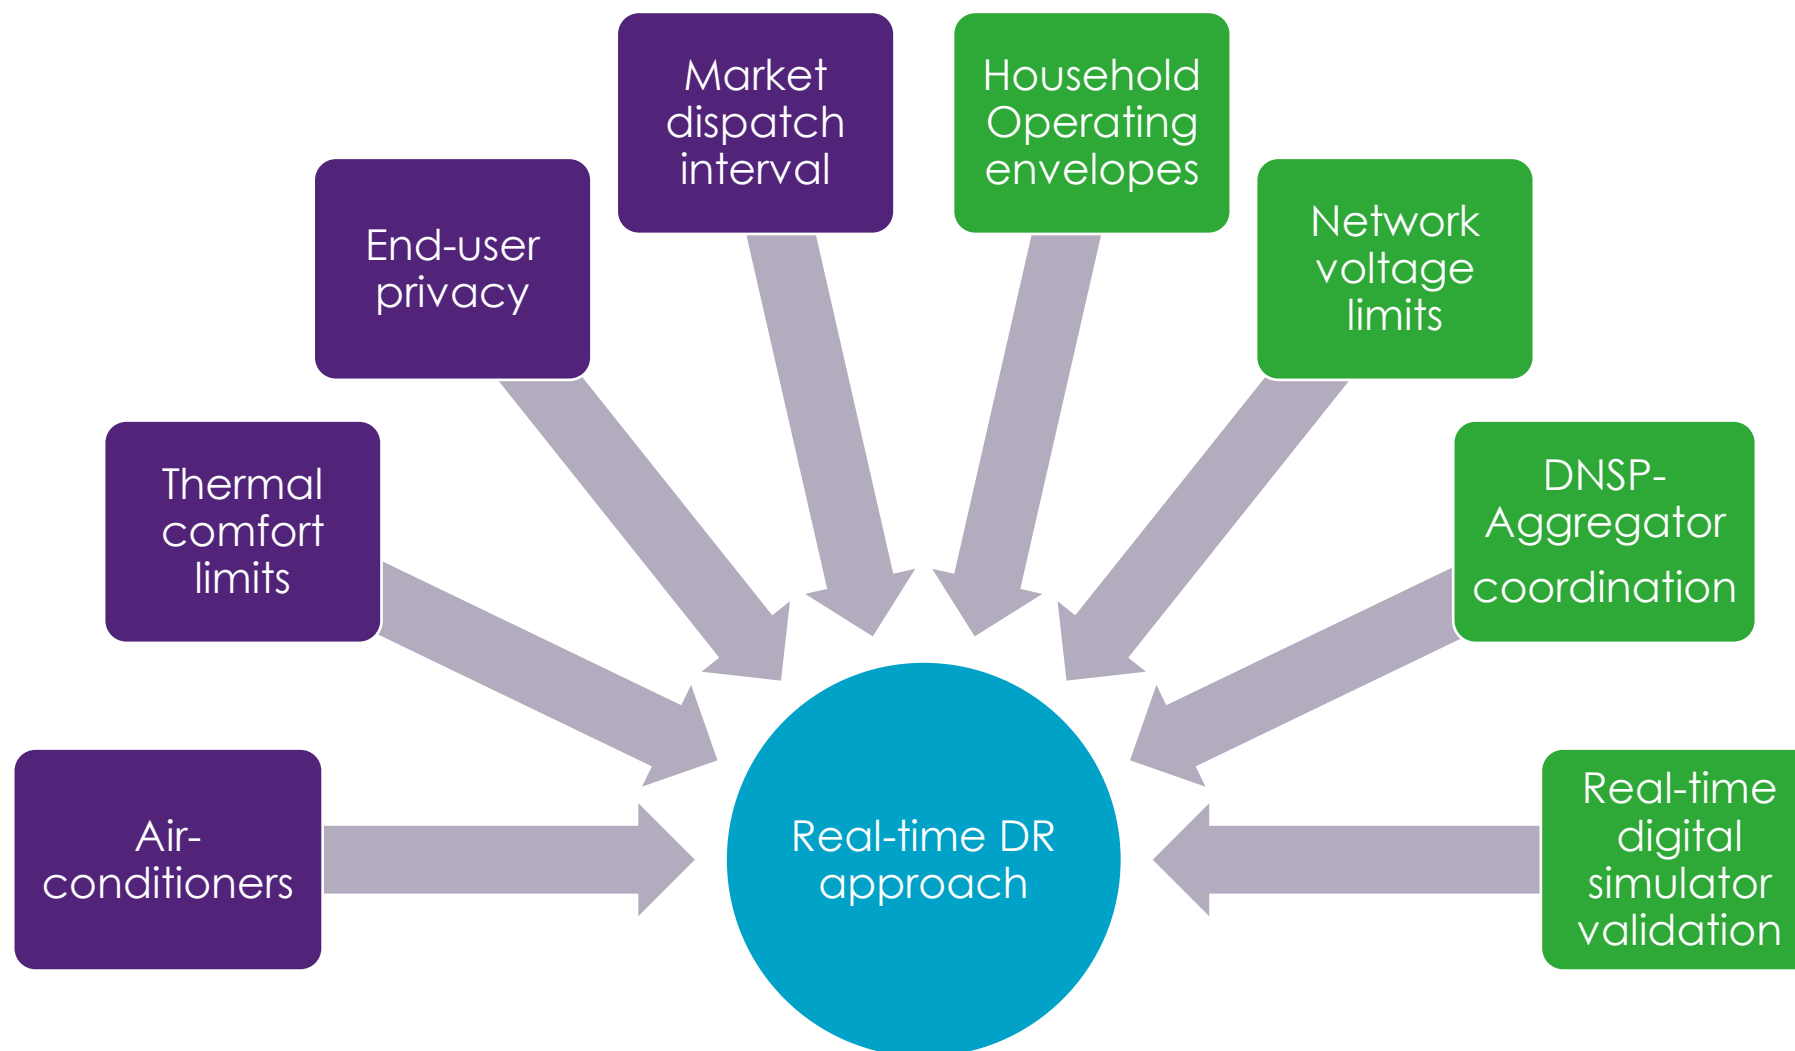 Market
dispatch
interval
Household
Operating
envelopes
End-user
privacy
Network
voltage
limits
Thermal
comfort
limits
DNSP-
Aggregator
coordination
Air-
conditioners
Real-time DR
approach
Real-time
digital
simulator
validation